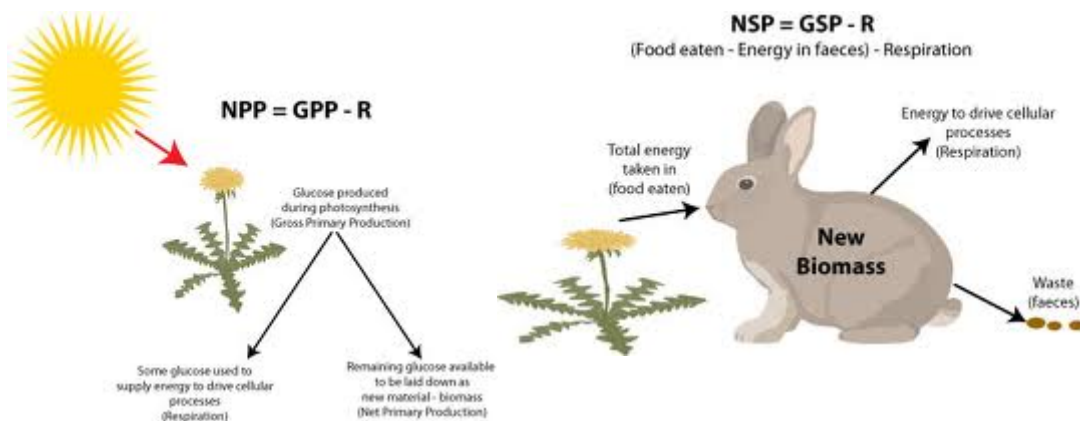 NPP = GPP - R
Glucose produced
during photosynthesis
(Gross Primary Production)
Some glucose used to
supply energy to drive cellular
processes
(Respiration)
Remaining glucose available
to be laid down as
new material - biomass
(Net Primary Production)
NSP = GSP - R
(Food eaten - Energy in faeces) - Respiration
Total energy
taken in
(food eaten)
Energy to drive cellular
processes
(Respiration)
New
Biomass
Waste
(faeces)